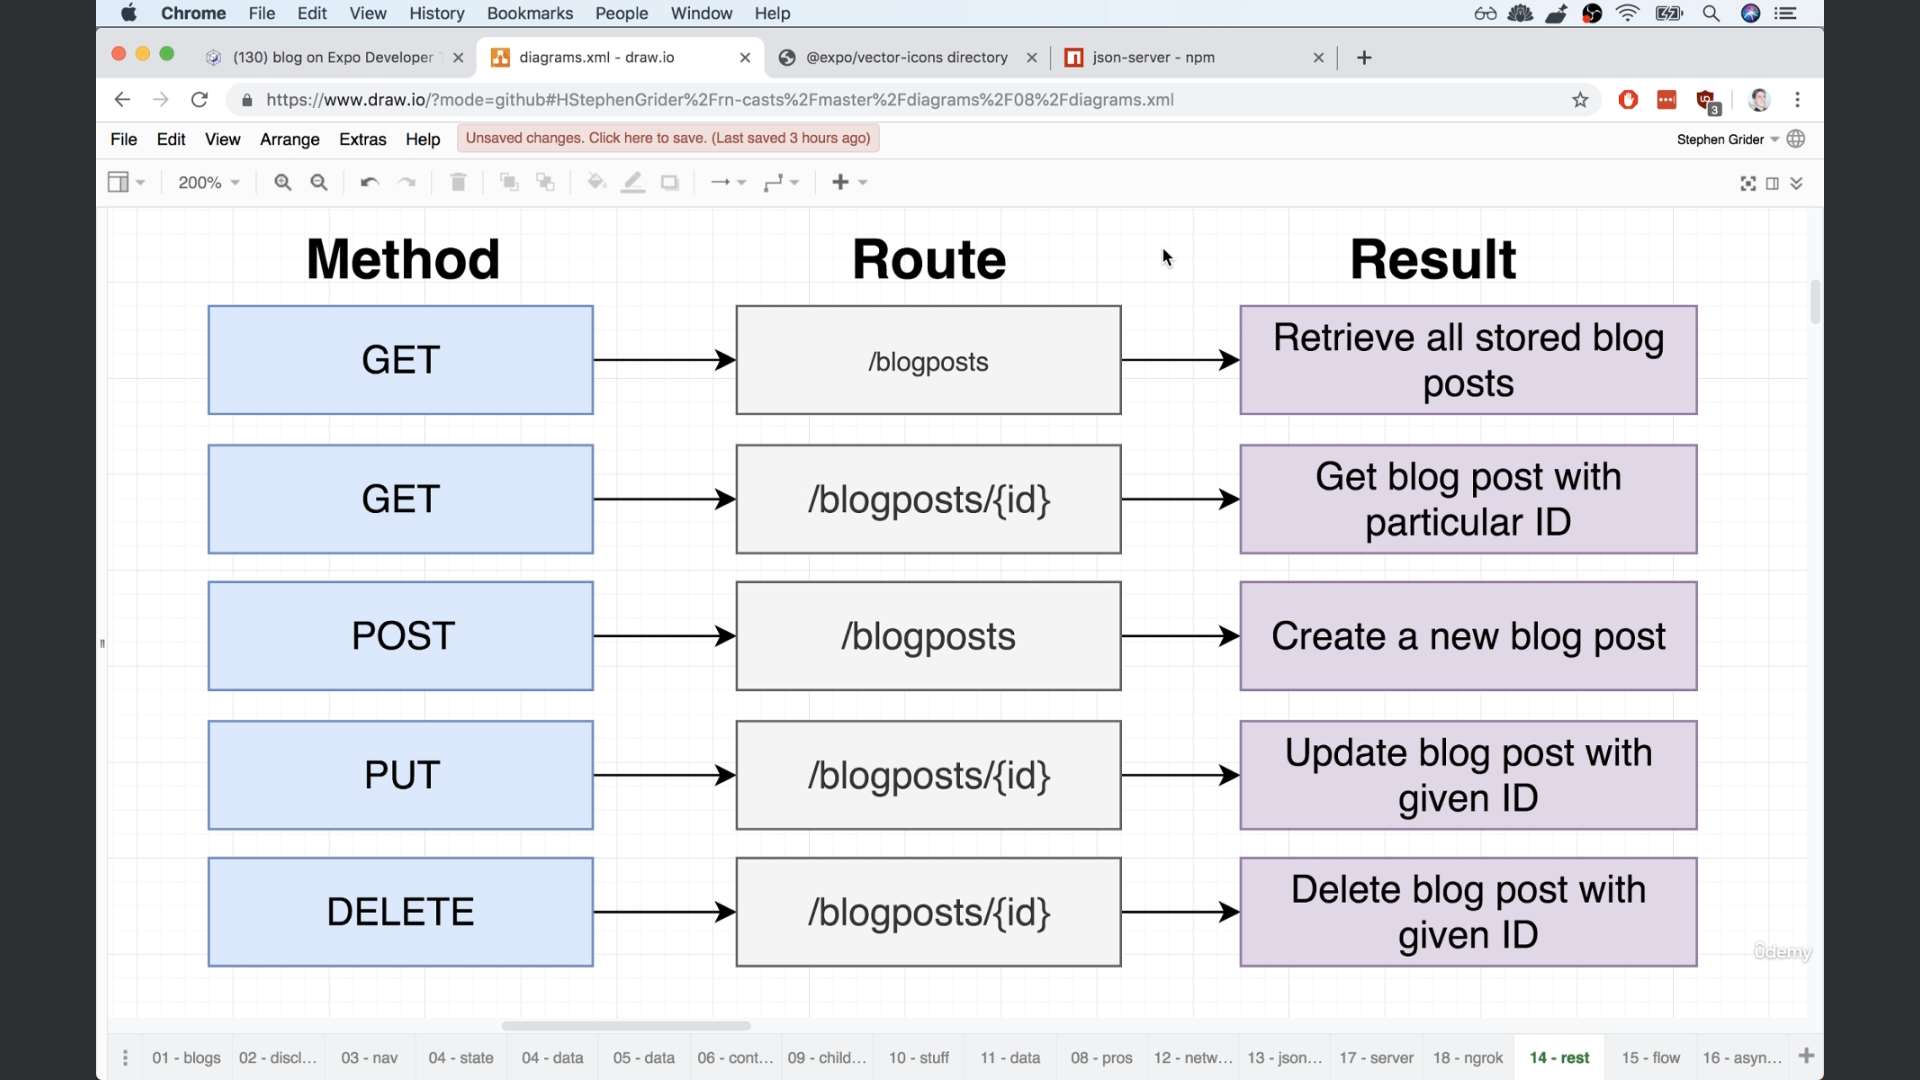 Chrome File Edit View History Bookmarks People Window Help
(130) blog on Expo Developer diagrams.xml - draw.io @expo/vector-icons directory json-server - npm
https://www.draw.io/?mode=github#HStephenGrider%2Frn-casts%2Fmaster%2Fdiagrams%2F08%2Fdiagrams.xml
3
File Edit View Arrange Extras Help Unsaved changes. Click here to save. (Last saved 3 hours ago) Stephen Grider
200%
Method Route Result
GET /blogposts Retrieve all stored blog
posts
GET /blogposts/{id} Get blog post with
particular ID
POST /blogposts Create a new blog post
PUT /blogposts/{id} Update blog post with
given ID
DELETE /blogposts/{id} Delete blog post with
given ID
ûdemy
01 - blogs 02 - discl... 03 - nav 04 - state 04 - data 05 - data 06 - cont... 09 - child... 10 - stuff 11 - data 08 - pros 12 - netw... 13 - json... 17 - server 18 - ngrok 14 - rest 15 - flow 16 - asyn...